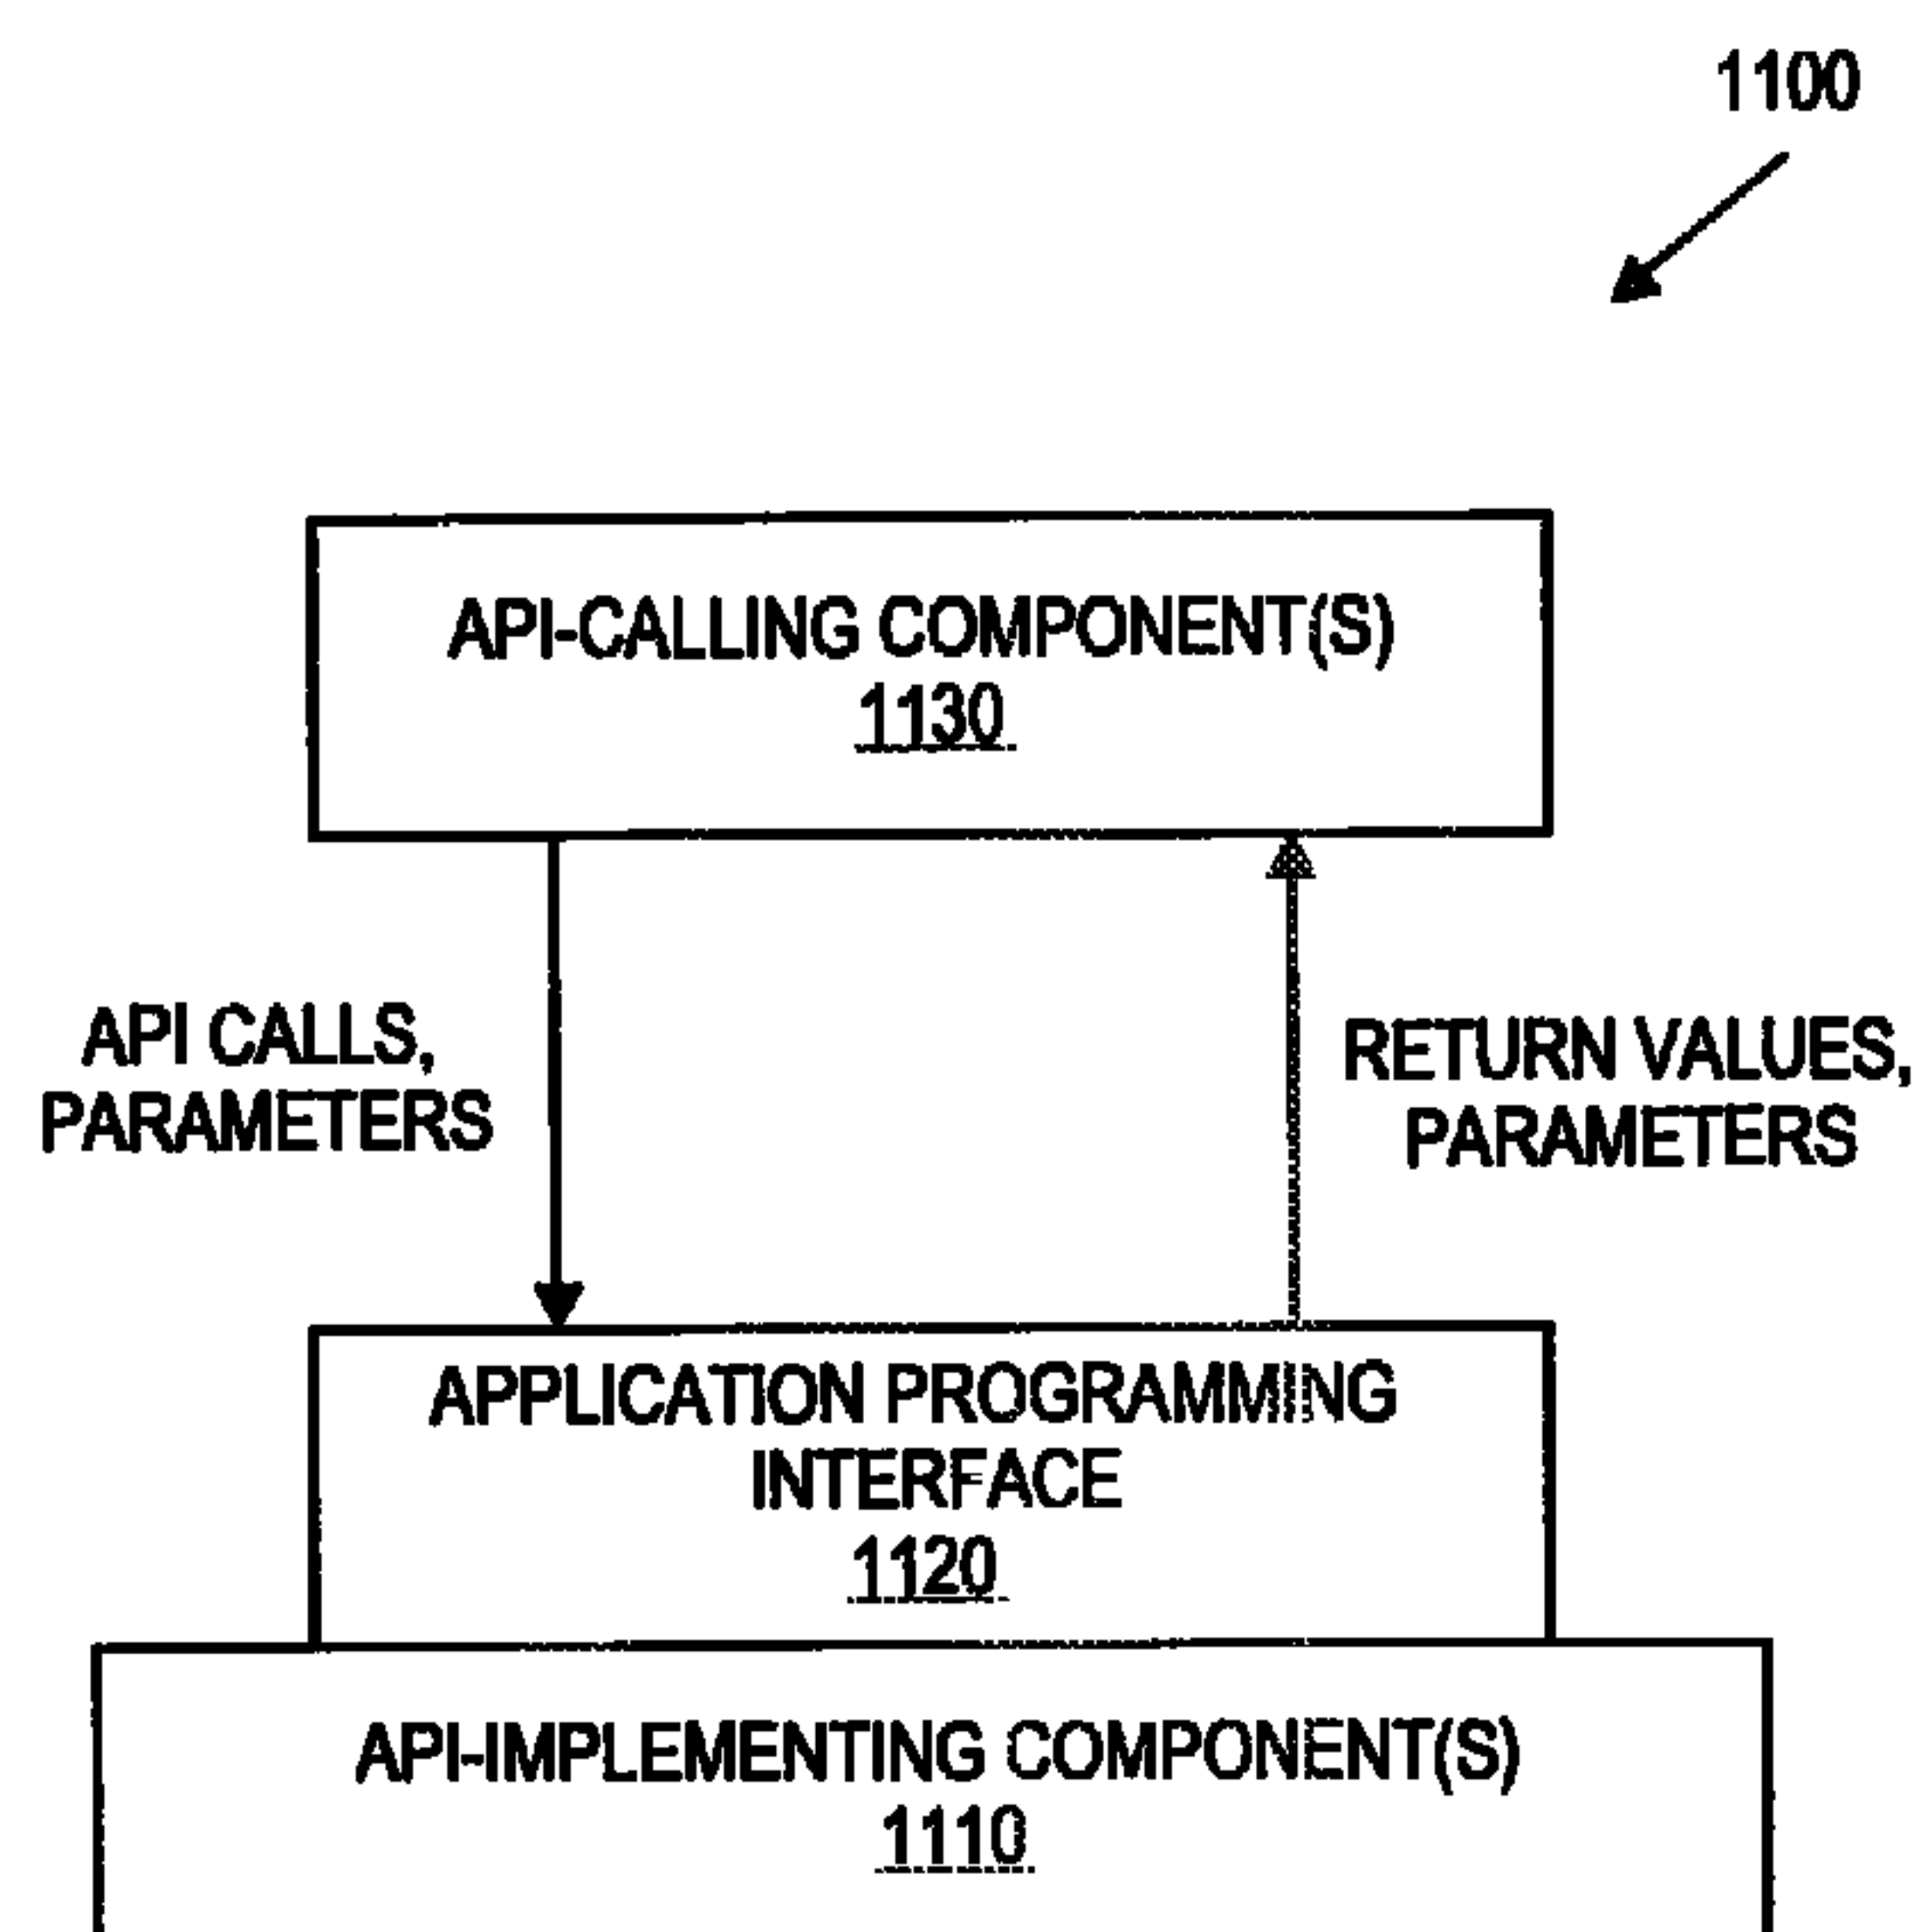 1100
API-CALLING COMPONENT(S)
1130
API CALLS,
PARAMETERS
RETURN VALUES,
PARAMETERS
APPLICATION PROGRAMMING
INTERFACE
1120
API-IMPLEMENTING COMPONENT(S)
1110